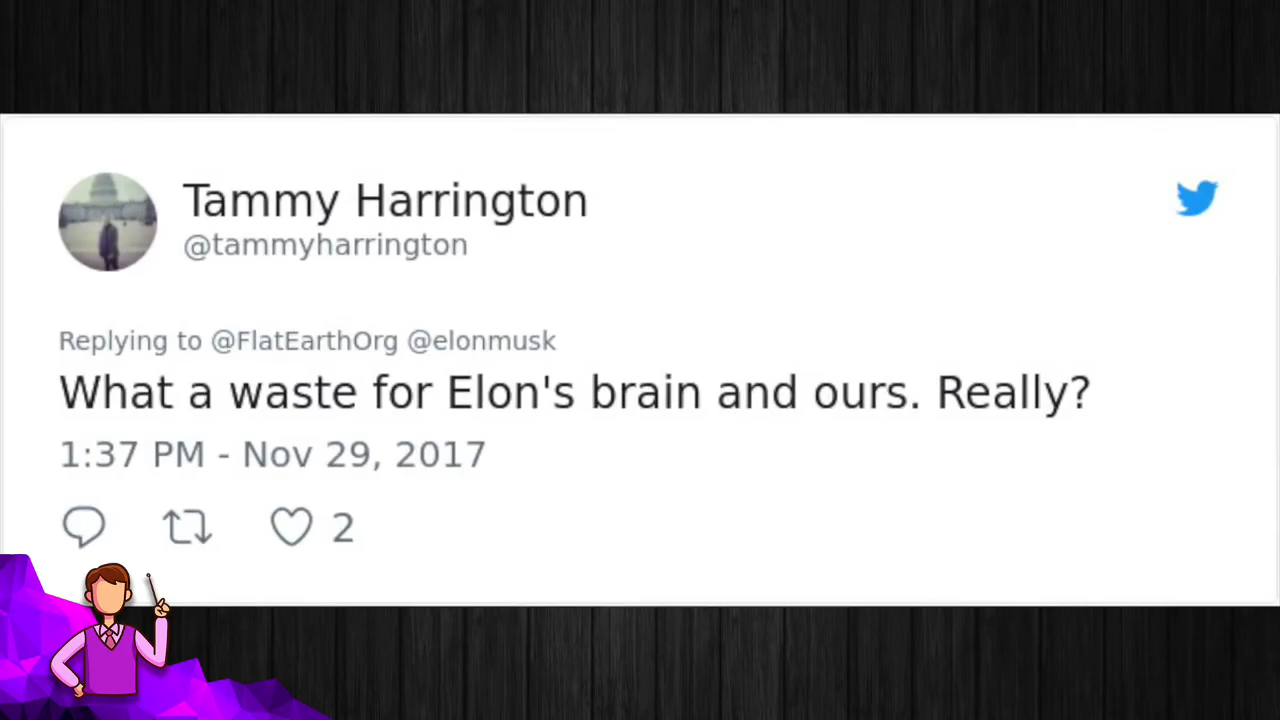 Tammy Harrington
@tammyharrington
Replying to @FlatEarthOrg @elonmusk
What a waste for Elon's brain and ours. Really?
1:37 PM - Nov 29, 2017
2